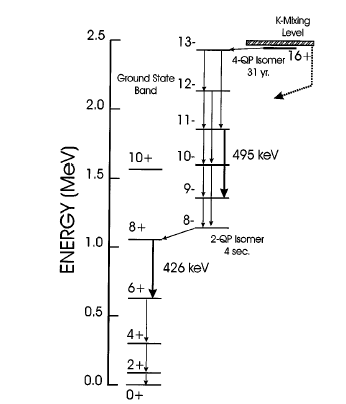 K-Mixing
Level
2.5
13-
16+
4-QP Isomer
31 yr.
Ground State
Band
12-
2.0
11-
10+
10-
495 keV
1.5
9-
ENERGY (MeV)
8+
8-
2-QP Isomer
4 sec.
1.0
426 keV
6+
0.5
4+
2+
0.0
0+